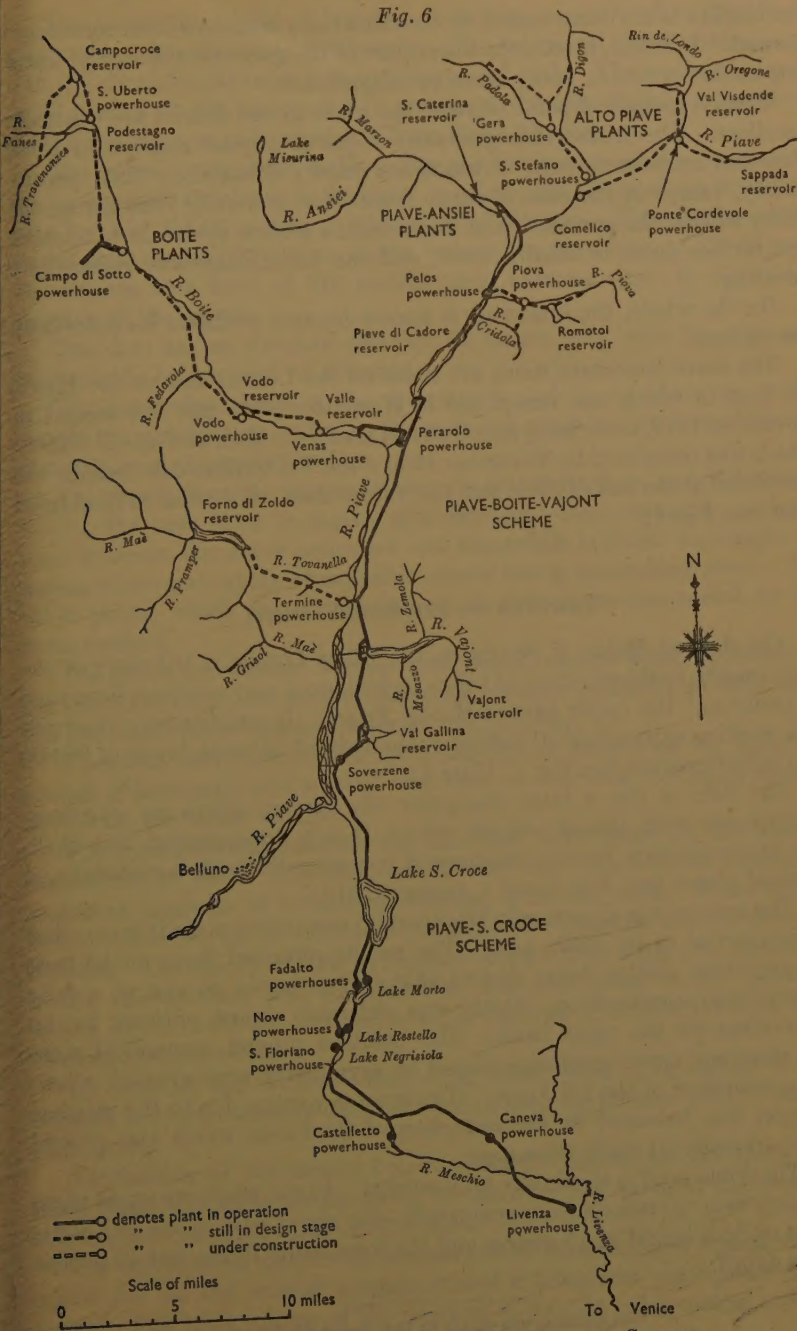 Fig. 6
Campocroce
reservoir
S. Uberto
powerhouse
Podestagno
reservoir
R.
Fanes
R. Travenanzes
BOITE
PLANTS
Campo di Sotto
powerhouse
R. Boite
R. Fedarola
Vodo
reservoir
Vodo
powerhouse
Valle
reservoir
Venas
powerhouse
Perarolo
powerhouse
Lake
Misurina
R. Marzon
R. Ansiei
PIAVE-ANSIEI
PLANTS
S. Caterina
reservoir
R. Padola
R. Digon
Gera
powerhouse
ALTO PIAVE
PLANTS
S. Stefano
powerhouses
Rin de Londo
R. Oregone
Val Visdende
reservoir
R. Piave
Sappada
reservoir
Ponte Cordevole
powerhouse
Comelico
reservoir
Pelos
powerhouse
Piova
powerhouse
R. Piova
R.
Cridola
Romotoi
reservoir
Pieve di Cadore
reservoir
R. Piave
PIAVE-BOITE-VAJONT
SCHEME
Forno di Zoldo
reservoir
R. Maè
R. Pramper
R. Tovanella
Termine
powerhouse
R. Maè
R. Grisol
R. Zemola
R.
Vajont
R.
Mesazzo
Vajont
reservoir
Val Gallina
reservoir
Soverzene
powerhouse
N
R. Piave
Belluno
Lake S. Croce
PIAVE-S. CROCE
SCHEME
Fadalto
powerhouses
Lake Morto
Nove
powerhouses
Lake Restello
S. Floriano
powerhouse
Lake Negrisiola
Castelletto
powerhouse
Caneva
powerhouse
R. Meschio
Livenza
powerhouse
R. Livenza
denotes plant in operation
" " still in design stage
" " under construction
Scale of miles
0 5 10 miles
To Venice